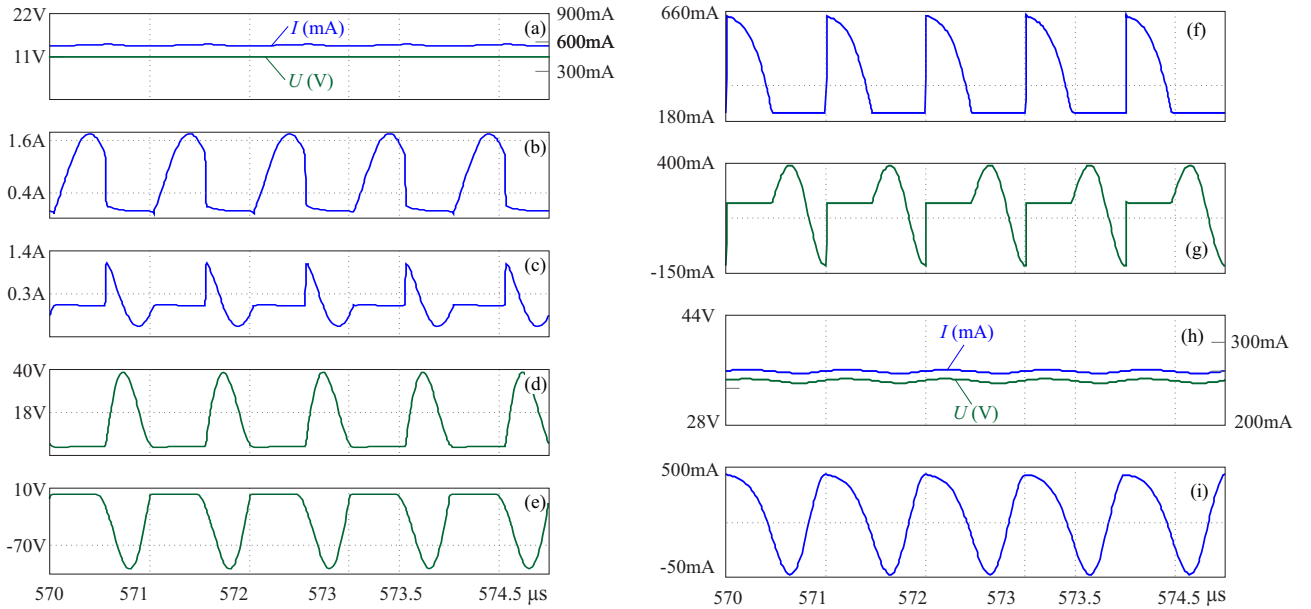 22V
900mA
(a)
I (mA)
600mA
11V
300mA
U (V)
1.6A
(b)
0.4A
1.4A
(c)
0.3A
40V
(d)
18V
10V
(e)
-70V
570 571 572 573 573.5 574.5 μs
660mA
(f)
180mA
400mA
(g)
-150mA
44V
I (mA)
(h)
300mA
U (V)
28V
200mA
500mA
(i)
-50mA
570 571 572 573 573.5 574.5 μs